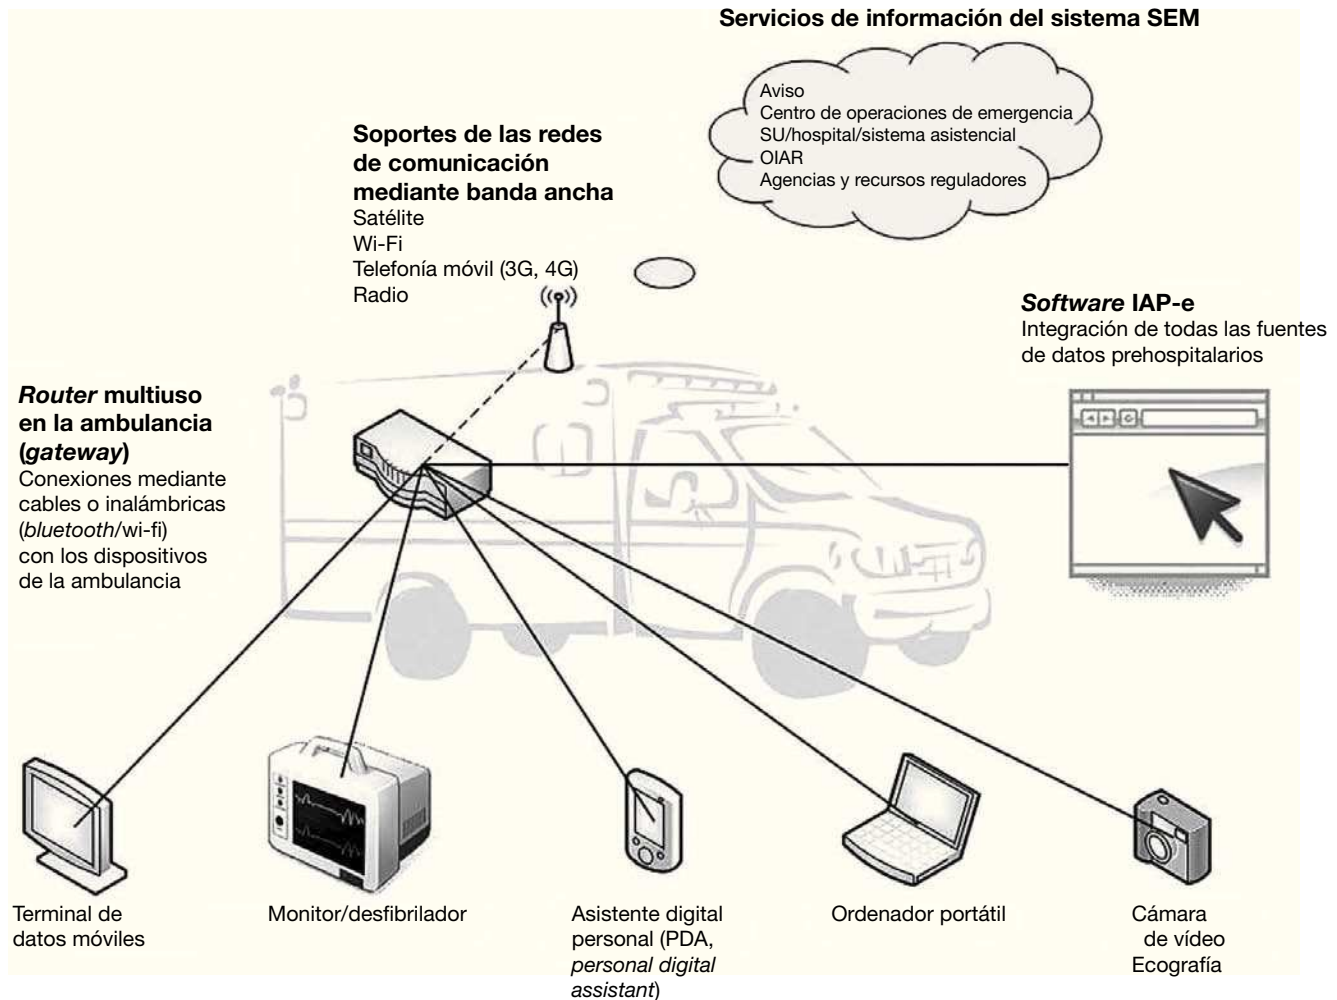 Servicios de información del sistema SEM
Aviso
Centro de operaciones de emergencia
SU/hospital/sistema asistencial
OIAR
Agencias y recursos reguladores
Soportes de las redes
de comunicación
mediante banda ancha
Satélite
Wi-Fi
Telefonía móvil (3G, 4G)
Radio
Software IAP-e
Integración de todas las fuentes
de datos prehospitalarios
Router multiuso
en la ambulancia
(gateway)
Conexiones mediante
cables o inalámbricas
(bluetooth/wi-fi)
con los dispositivos
de la ambulancia
Terminal de
datos móviles
Monitor/desfibrilador
Asistente digital
personal (PDA,
personal digital
assistant)
Ordenador portátil
Cámara
de vídeo
Ecografía